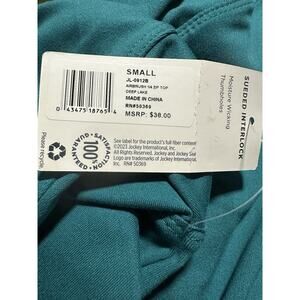 SMALL
JL-0912B
AIRBRUSH 1/4 ZIP TOP
DEEP LAKE
MADE IN CHINA
RN#50369
MSRP: $38.00
0 43475 18765 4
SUEDED INTERLOCK
Moisture Wicking
Thumbholes
SATISFACTION
100%
GUARANTEED
Please Recycle
See label for the product's full fiber content
©2023 Jockey International, Inc.
All Rights Reserved. Jockey and Jockey Seal
Logo are trademarks of Jockey International,
Inc. RN# 50369